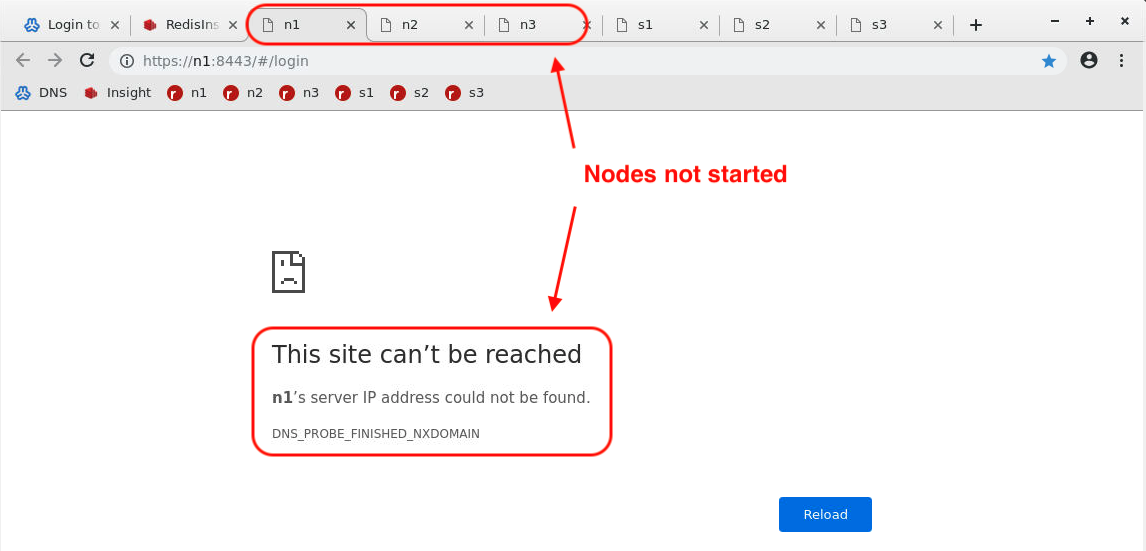 Login to RedisIns n1 n2 n3 s1 s2 s3
https://n1:8443/#/login
DNS Insight n1 n2 n3 s1 s2 s3
Nodes not started
This site can’t be reached
n1’s server IP address could not be found.
DNS_PROBE_FINISHED_NXDOMAIN
Reload